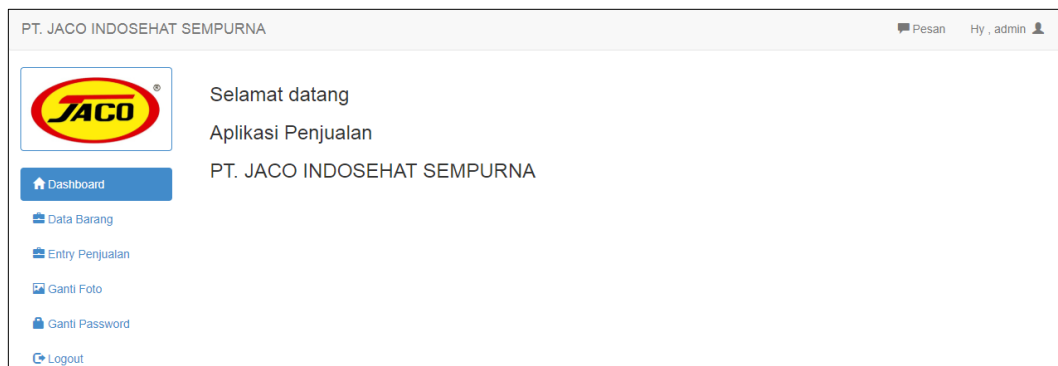 PT. JACO INDOSEHAT SEMPURNA
Pesan
Hy , admin
JACO ®
Selamat datang
Aplikasi Penjualan
PT. JACO INDOSEHAT SEMPURNA
Dashboard
Data Barang
Entry Penjualan
Ganti Foto
Ganti Password
Logout